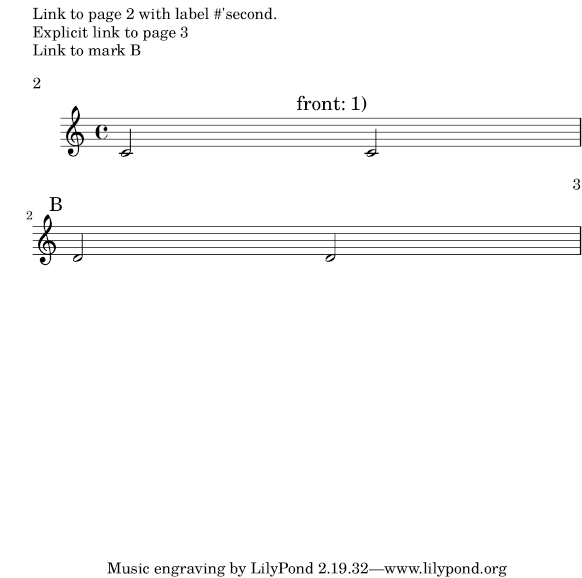 Link to page 2 with label #'second.
Explicit link to page 3
Link to mark B
2
front: 1)
3
B
2
Music engraving by LilyPond 2.19.32—www.lilypond.org